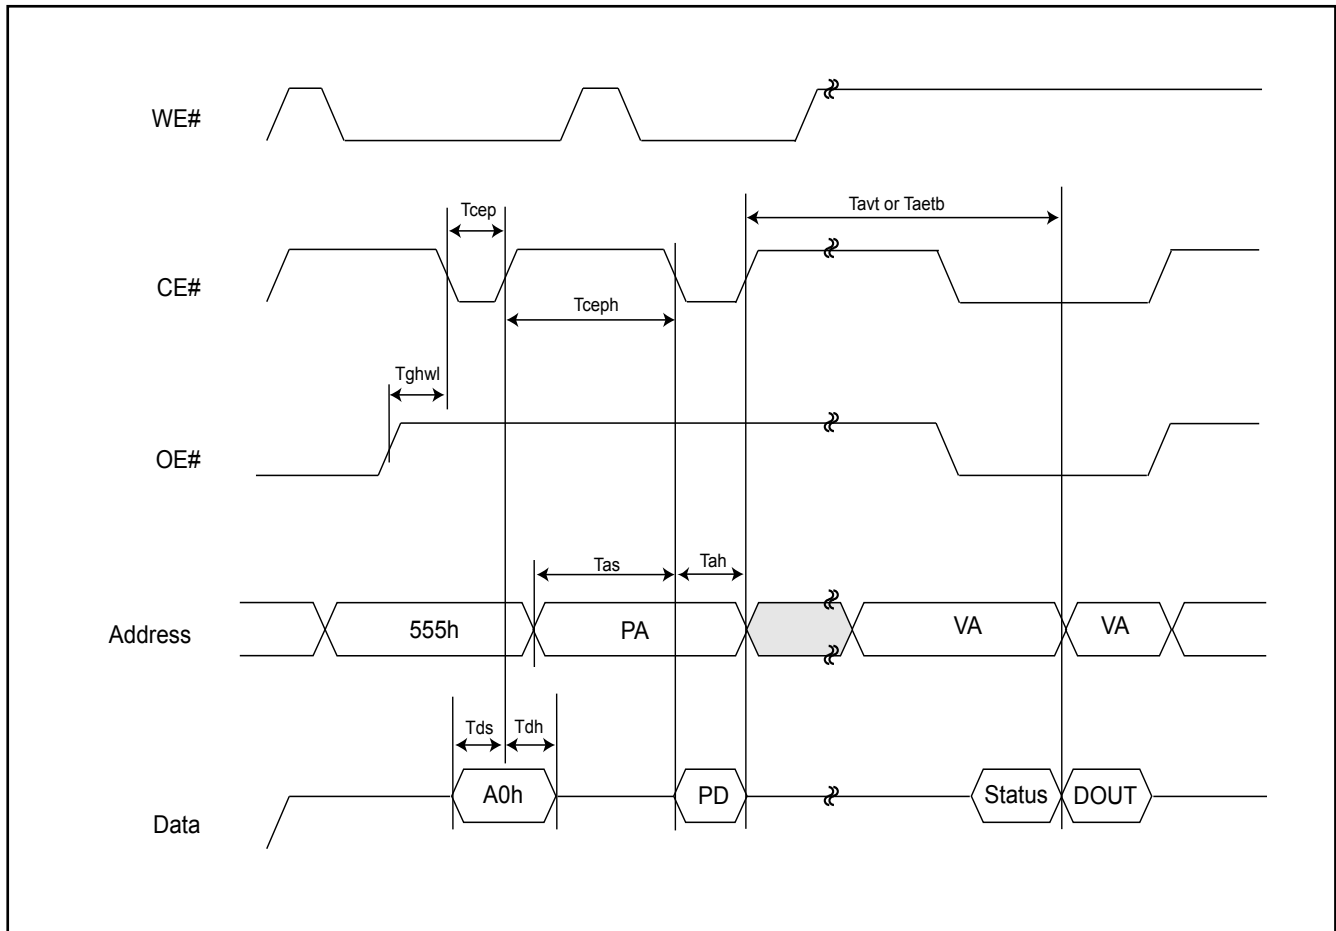 WE#
Tcep
Tavt or Taetb
CE#
Tceph
Tghwl
OE#
Tas
Tah
Address
555h
PA
VA
VA
Tds
Tdh
A0h
PD
Status
DOUT
Data